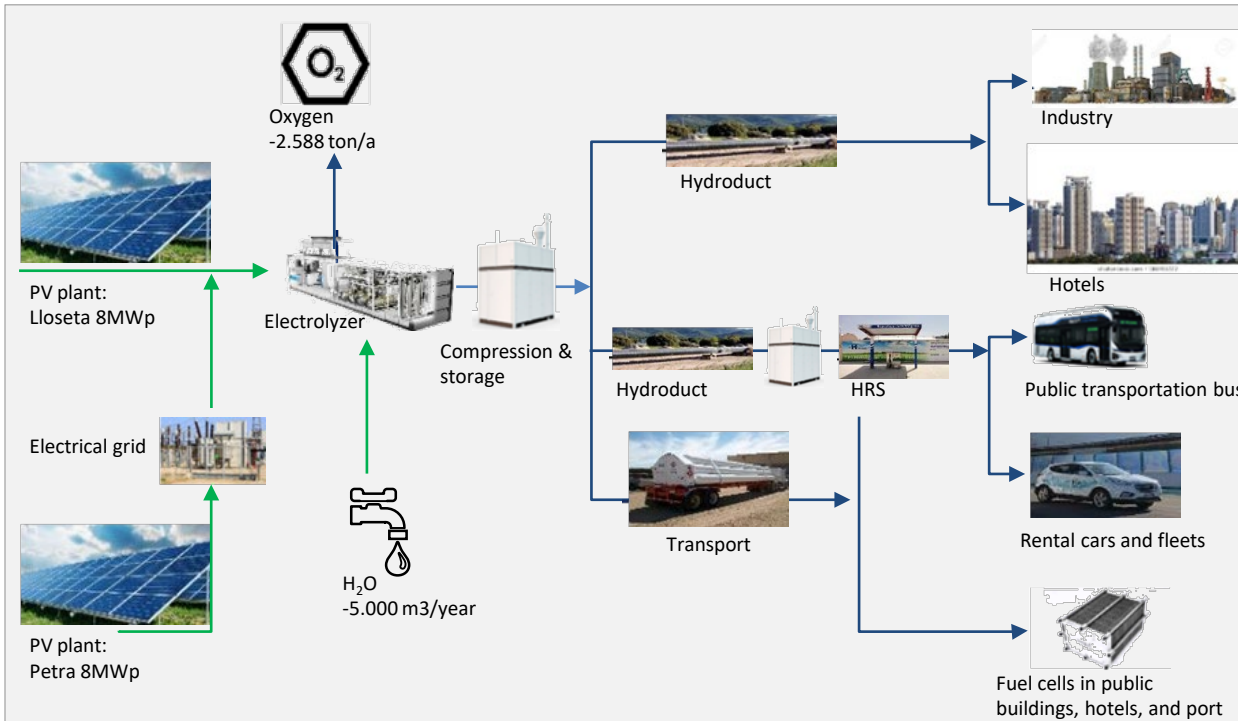 O2
Oxygen
-2.588 ton/a
PV plant:
Lloseta 8MWp
Electrical grid
PV plant:
Petra 8MWp
Electrolyzer
H₂O
-5.000 m3/year
Compression &
storage
Hydroduct
Hydroduct
HRS
Transport
Industry
Hotels
Public transportation bus
Rental cars and fleets
Fuel cells in public
buildings, hotels, and port